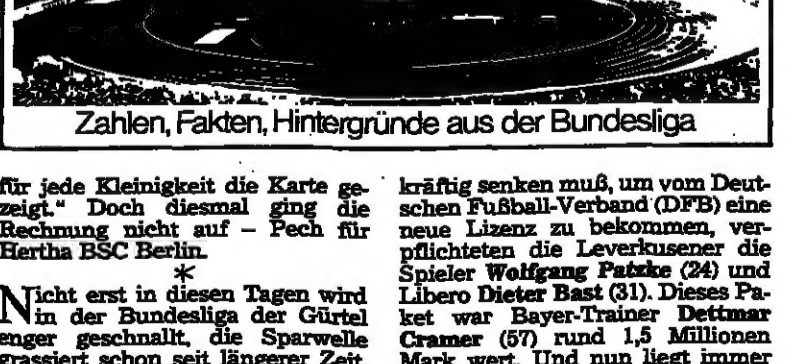 Zahlen, Fakten, Hintergründe aus der Bundesliga
für jede Kleinigkeit die Karte ge-
zeigt." Doch diesmal ging die
Rechnung nicht auf – Pech für
Hertha BSC Berlin.
*
Nicht erst in diesen Tagen wird
in der Bundesliga der Gürtel
enger geschnallt, die Sparwelle
grassiert schon seit längerer Zeit.
kräftig senken muß, um vom Deut-
schen Fußball-Verband (DFB) eine
neue Lizenz zu bekommen, ver-
pflichteten die Leverkusener die
Spieler Wolfgang Patzke (24) und
Libero Dieter Bast (31). Dieses Pa-
ket war Bayer-Trainer Dettmar
Cramer (57) rund 1,5 Millionen
Mark wert. Und nun liegt immer